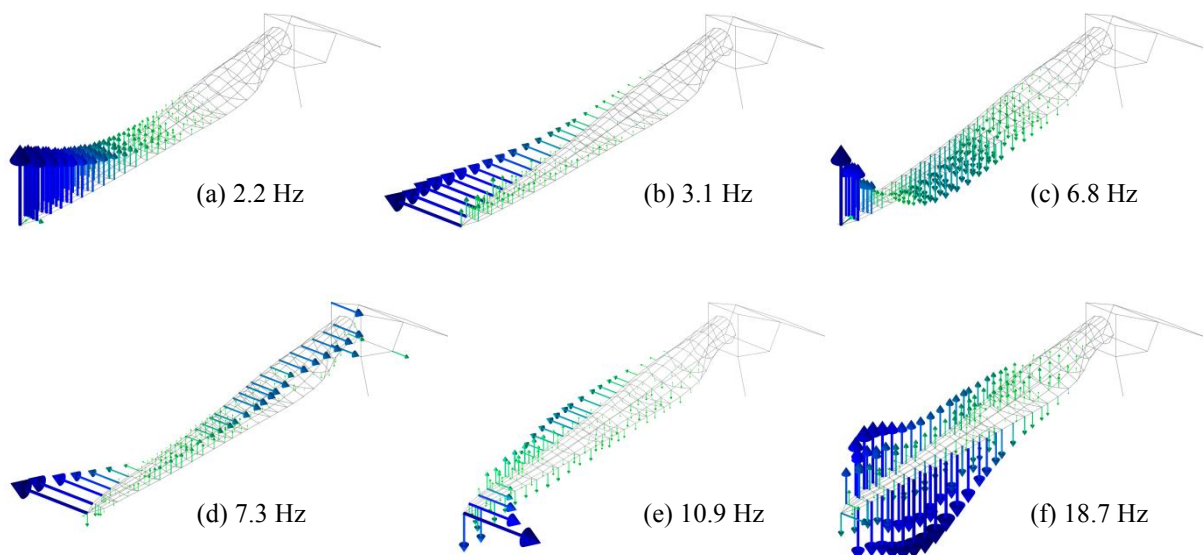 (a) 2.2 Hz
(b) 3.1 Hz
(c) 6.8 Hz
(d) 7.3 Hz
(e) 10.9 Hz
(f) 18.7 Hz